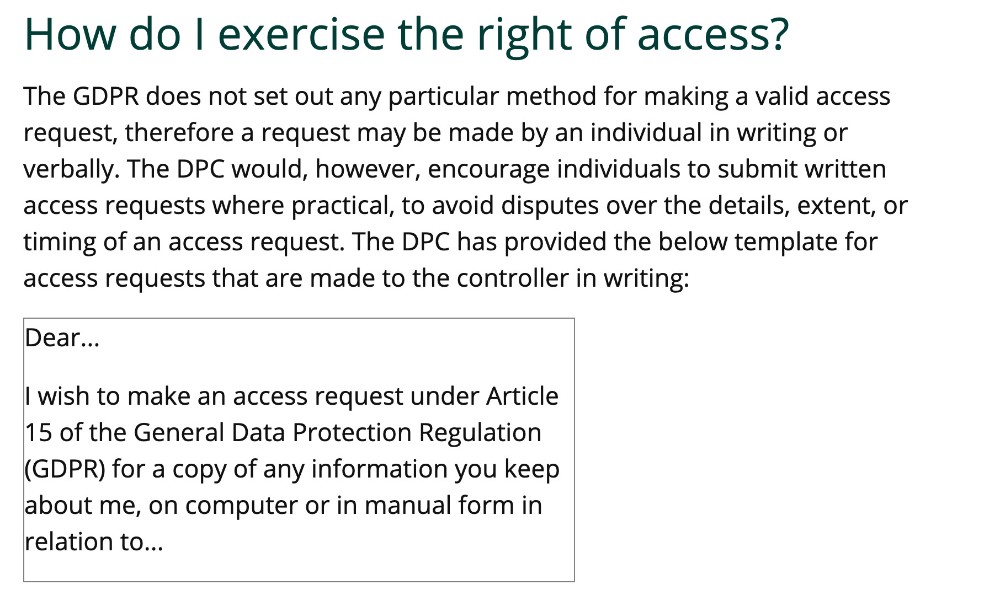 How do I exercise the right of access?
The GDPR does not set out any particular method for making a valid access
request, therefore a request may be made by an individual in writing or
verbally. The DPC would, however, encourage individuals to submit written
access requests where practical, to avoid disputes over the details, extent, or
timing of an access request. The DPC has provided the below template for
access requests that are made to the controller in writing:
Dear...
I wish to make an access request under Article
15 of the General Data Protection Regulation
(GDPR) for a copy of any information you keep
about me, on computer or in manual form in
relation to...